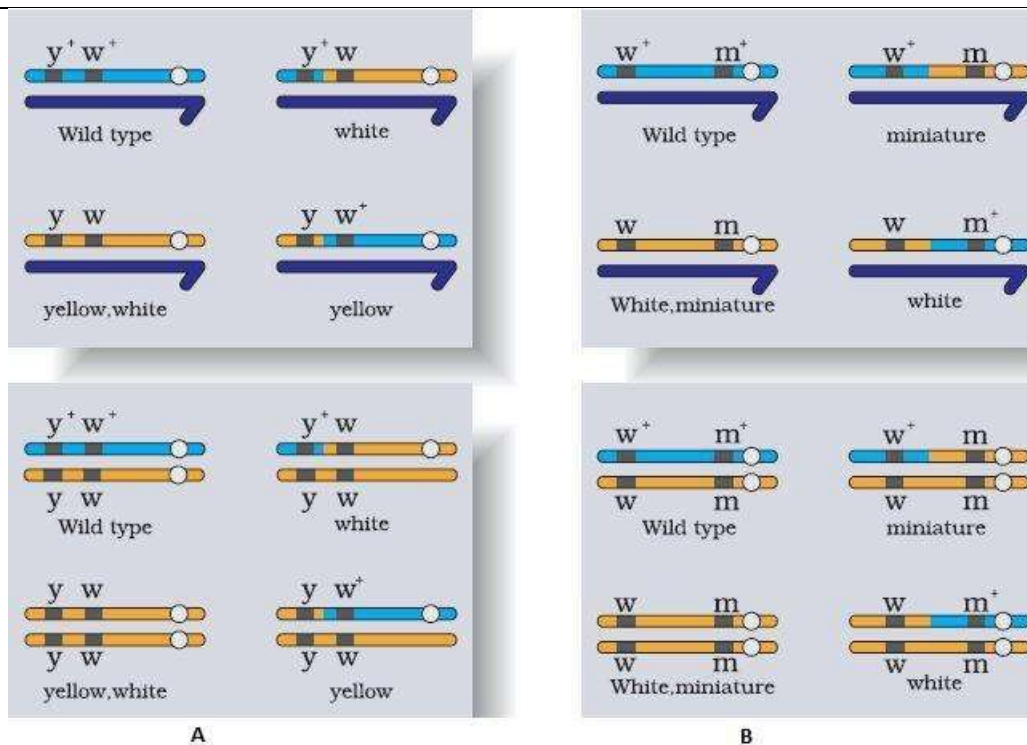 y⁺ w⁺
y⁺ w
Wild type
white
y w
y w⁺
yellow,white
yellow
y⁺ w⁺
y⁺ w
y w
y w
Wild type
white
y w
y w⁺
y w
y w
yellow,white
yellow
A
w⁺ m⁺
w⁺ m
Wild type
miniature
w m
w m⁺
White,miniature
white
w⁺ m⁺
w⁺ m
w m
w m
Wild type
miniature
w m
w m⁺
w m
w m
White,miniature
white
B